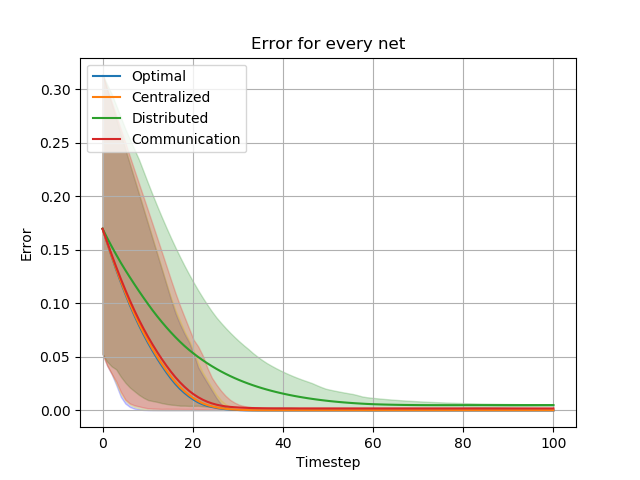 Error for every net
Optimal
Centralized
Distributed
Communication
0.30
0.25
0.20
0.15
0.10
0.05
0.00
Error
0 20 40 60 80 100
Timestep